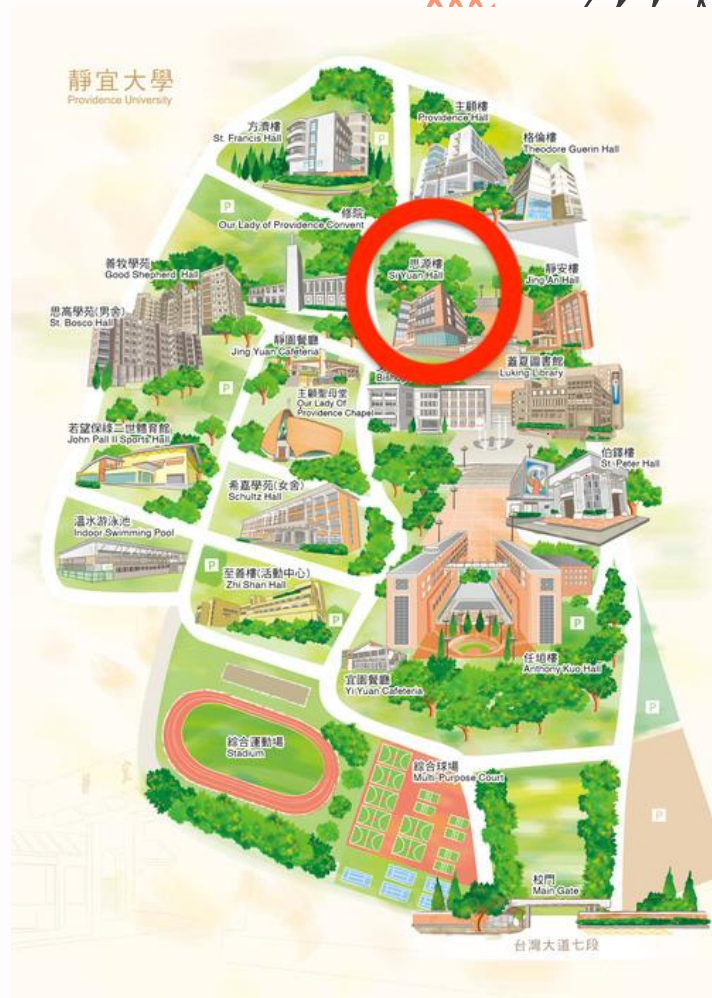 靜宜大學
Providence University
方濟樓
St. Francis Hall
主顧樓
Providence Hall
格倫樓
Theodore Guerin Hall
P
修院
Our Lady of Providence Convent
P
思源樓
Si Yuan Hall
靜安樓
Jing An Hall
善牧學苑
Good Shepherd Hall
思高學苑(男舍)
St. Bosco Hall
靜園餐廳
Jing Yuan Cafeteria
蓋夏圖書館
Luking Library
P
主顧聖母堂
Our Lady Of
Providence Chapel
若望保祿二世體育館
John Pall II Sports Hall
伯鐸樓
St. Peter Hall
希嘉學苑(女舍)
Schultz Hall
溫水游泳池
Indoor Swimming Pool
P
至善樓(活動中心)
Zhi Shan Hall
P
P
任垣樓
Anthony Kuo Hall
宜園餐廳
Yi Yuan Cafeteria
P
綜合運動場
Stadium
綜合球場
Multi-Purpose Court
P
校門
Main Gate
台灣大道七段